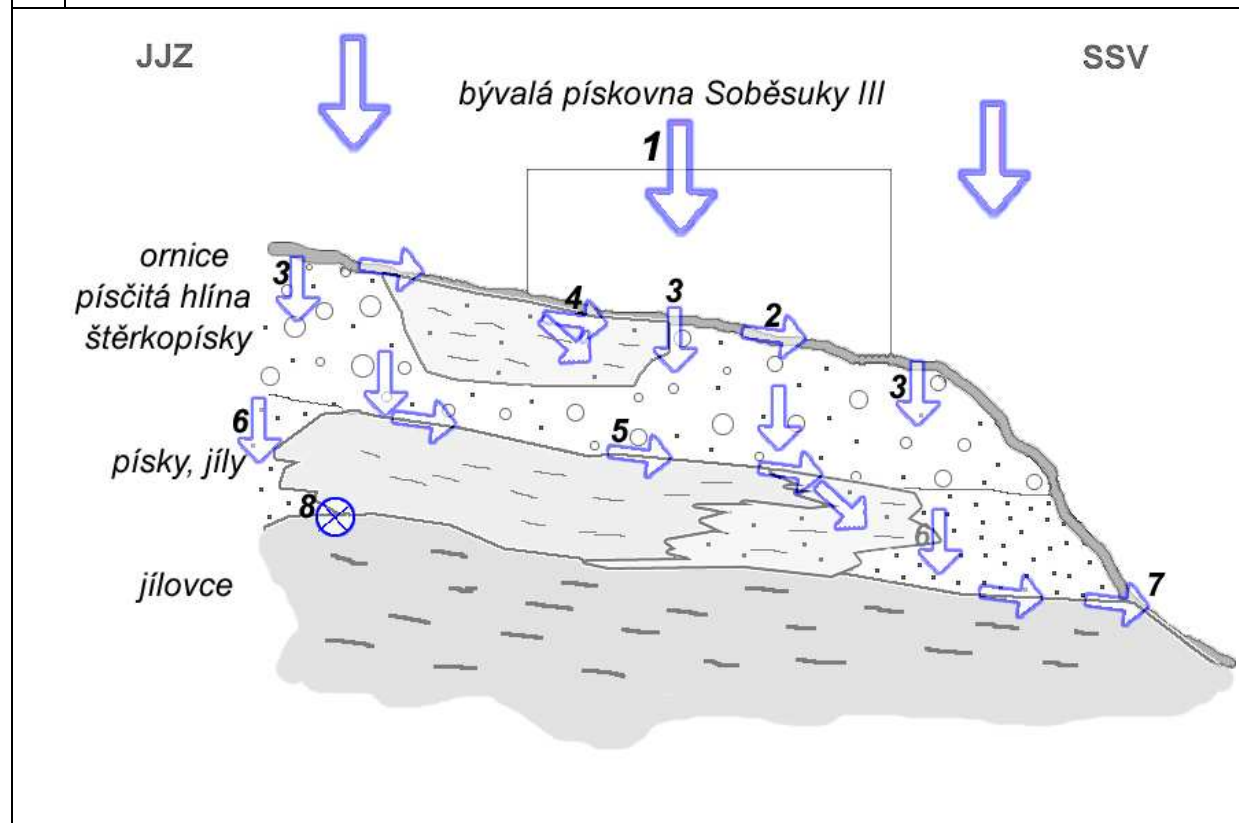 JJZ
SSV
bývalá pískovna Soběsuky III
1
ornice
písčitá hlína
štěrkopísky
3
4
3
2
3
6
5
písky, jíly
8
6
jílovce
7